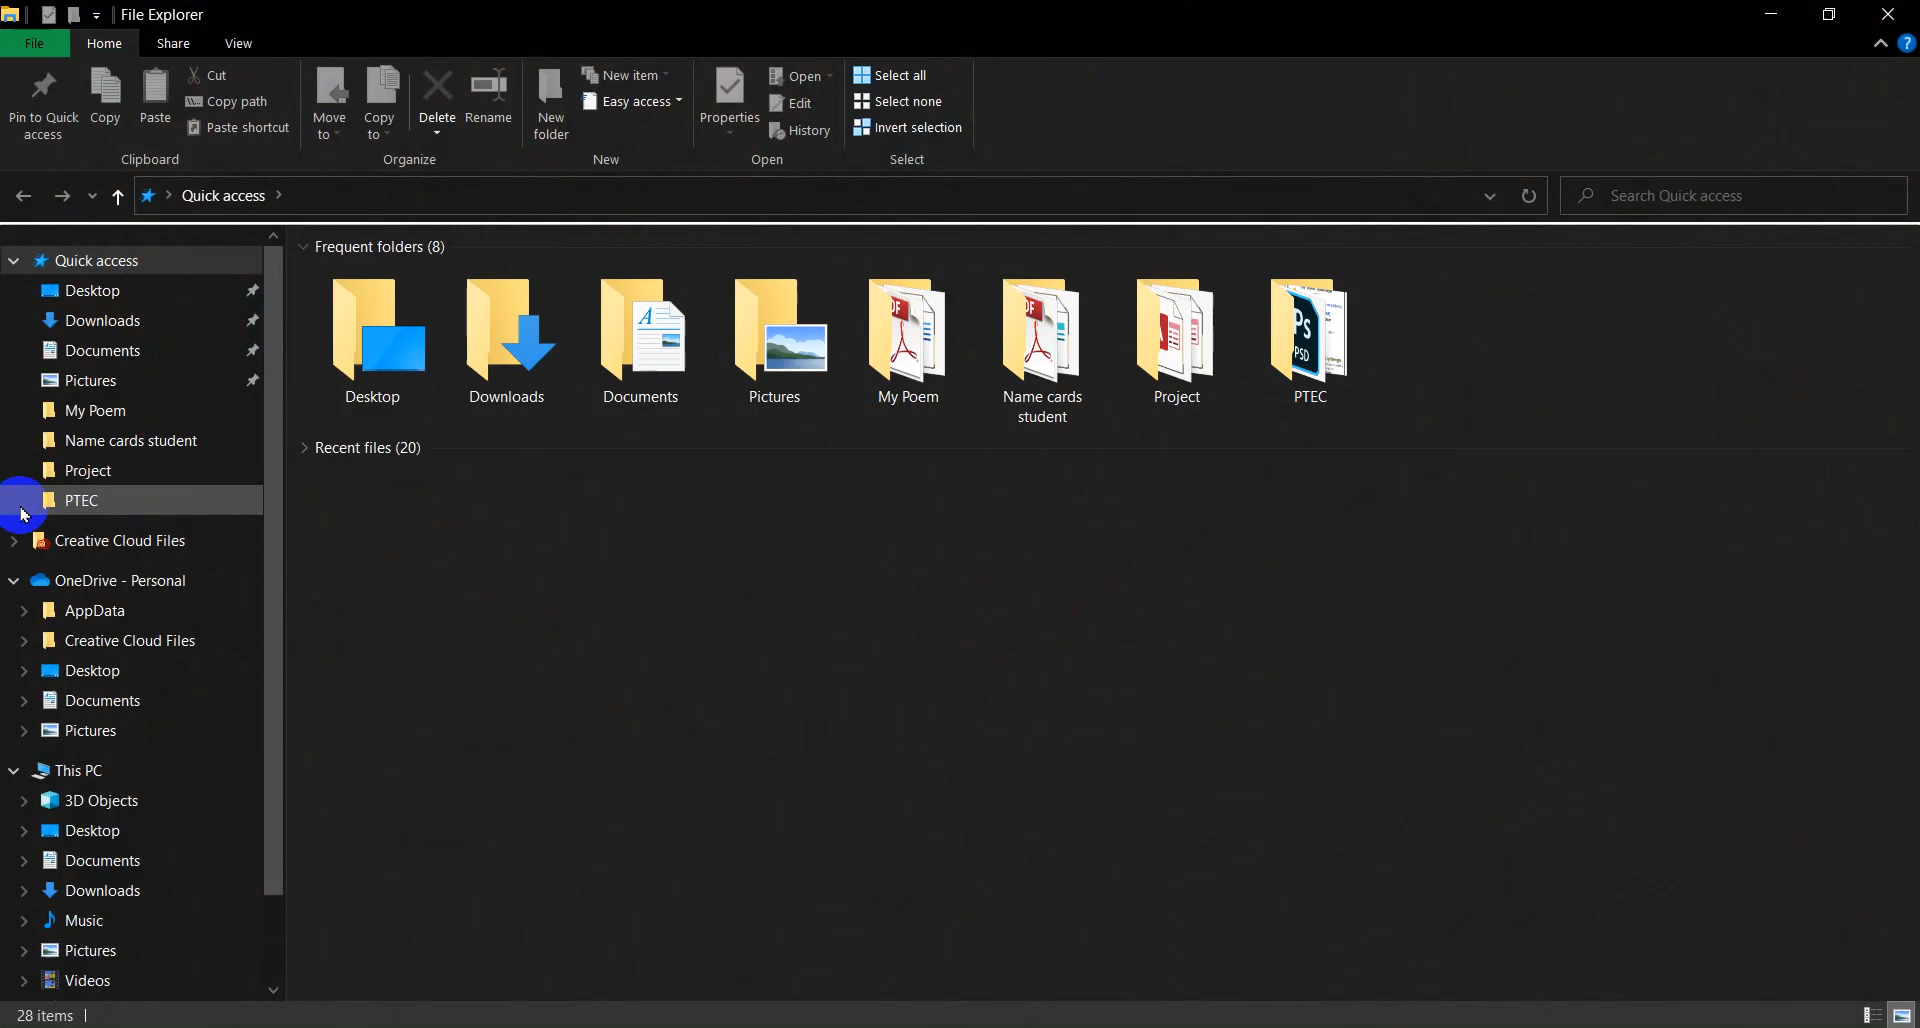 File Explorer
File Home Share View
Pin to Quick access
Copy
Paste
Cut
Copy path
Paste shortcut
Clipboard
Move to
Copy to
Delete
Rename
Organize
New folder
New item
Easy access
New
Properties
Open
Edit
History
Open
Select all
Select none
Invert selection
Select
Quick access
Search Quick access
Quick access
Desktop
Downloads
Documents
Pictures
My Poem
Name cards student
Project
PTEC
Creative Cloud Files
OneDrive - Personal
AppData
Creative Cloud Files
Desktop
Documents
Pictures
This PC
3D Objects
Desktop
Documents
Downloads
Music
Pictures
Videos
Frequent folders (8)
Desktop
Downloads
Documents
Pictures
My Poem
Name cards
student
Project
PTEC
Recent files (20)
28 items